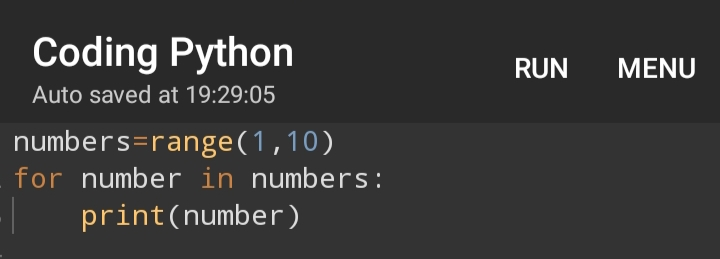 Coding Python
RUN MENU
Auto saved at 19:29:05
numbers=range(1,10)
for number in numbers:
    print(number)